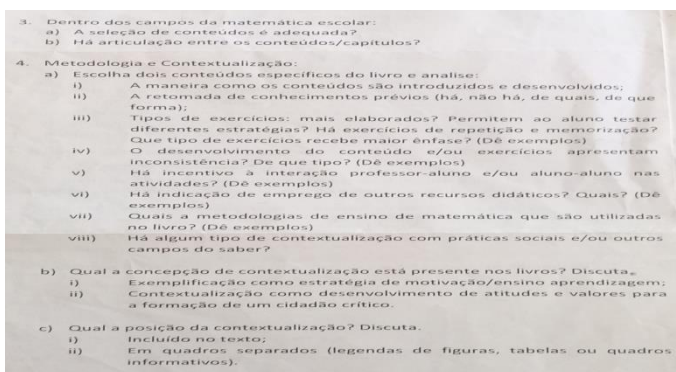 3. Dentro dos campos da matemática escolar:
a) A seleção de conteúdos é adequada?
b) Há articulação entre os conteúdos/capítulos?
4. Metodologia e Contextualização:
a) Escolha dois conteúdos específicos do livro e analise:
i) A maneira como os conteúdos são introduzidos e desenvolvidos;
ii) A retomada de conhecimentos prévios (há, não há, de quais, de que
forma);
iii) Tipos de exercícios: mais elaborados? Permitem ao aluno testar
diferentes estratégias? Há exercícios de repetição e memorização?
Que tipo de exercícios recebe maior ênfase? (Dê exemplos)
iv) O desenvolvimento do conteúdo e/ou exercícios apresentam
inconsistência? De que tipo? (Dê exemplos)
v) Há incentivo à interação professor-aluno e/ou aluno-aluno nas
atividades? (Dê exemplos)
vi) Há indicação de emprego de outros recursos didáticos? Quais? (Dê
exemplos)
vii) Quais a metodologias de ensino de matemática que são utilizadas
no livro? (Dê exemplos)
viii) Há algum tipo de contextualização com práticas sociais e/ou outros
campos do saber?
b) Qual a concepção de contextualização está presente nos livros? Discuta.
i) Exemplificação como estratégia de motivação/ensino aprendizagem;
ii) Contextualização como desenvolvimento de atitudes e valores para
a formação de um cidadão crítico.
c) Qual a posição da contextualização? Discuta.
i) Incluído no texto;
ii) Em quadros separados (legendas de figuras, tabelas ou quadros
informativos).